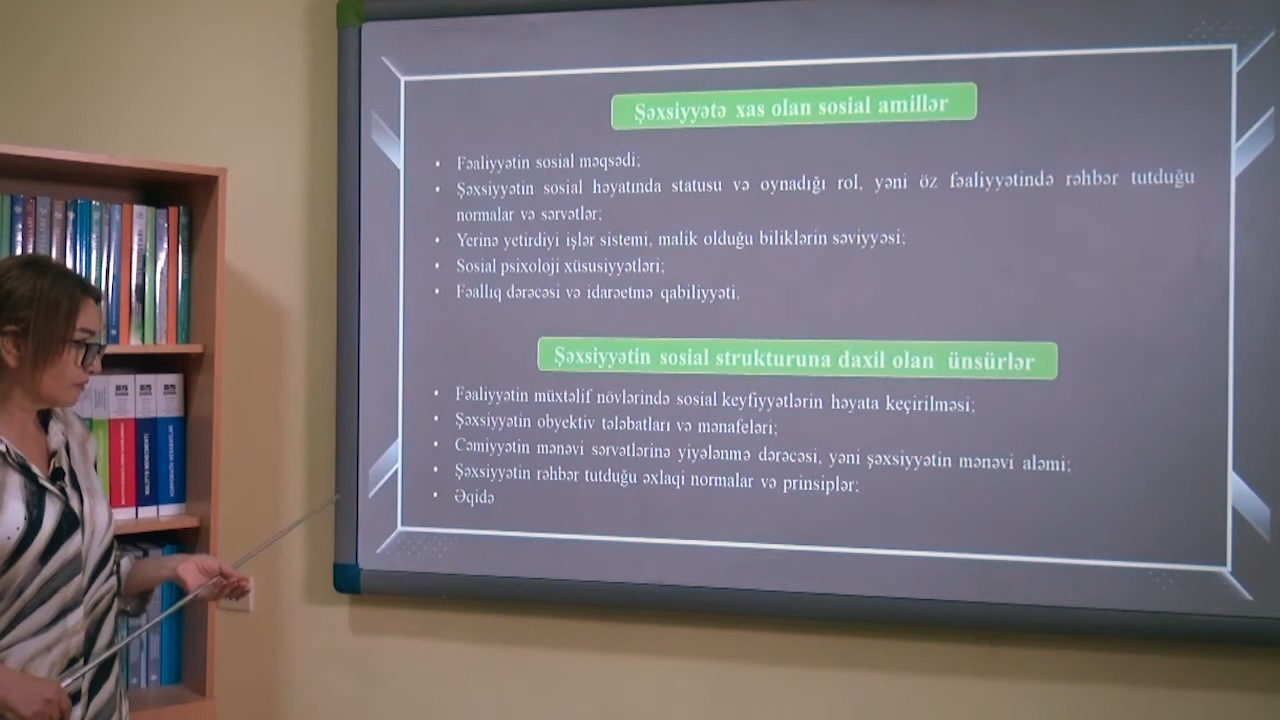 Şəxsiyyətə xas olan sosial amillər
• Fəaliyyətin sosial məqsədi;
• Şəxsiyyətin sosial həyatında statusu və oynadığı rol, yəni öz fəaliyyətində rəhbər tutduğu
normalar və sərvətlər;
• Yerinə yetirdiyi işlər sistemi, malik olduğu biliklərin səviyyəsi;
• Sosial psixoloji xüsusiyyətləri;
• Fəallıq dərəcəsi və idarəetmə qabiliyyəti.
Şəxsiyyətin sosial strukturuna daxil olan ünsürlər
• Fəaliyyətin müxtəlif növlərində sosial keyfiyyətlərin həyata keçirilməsi;
• Şəxsiyyətin obyektiv tələbatları və mənafeləri;
• Cəmiyyətin mənəvi sərvətlərinə yiyələnmə dərəcəsi, yəni şəxsiyyətin mənəvi aləmi;
• Şəxsiyyətin rəhbər tutduğu əxlaqi normalar və prinsiplər;
• Əqidə